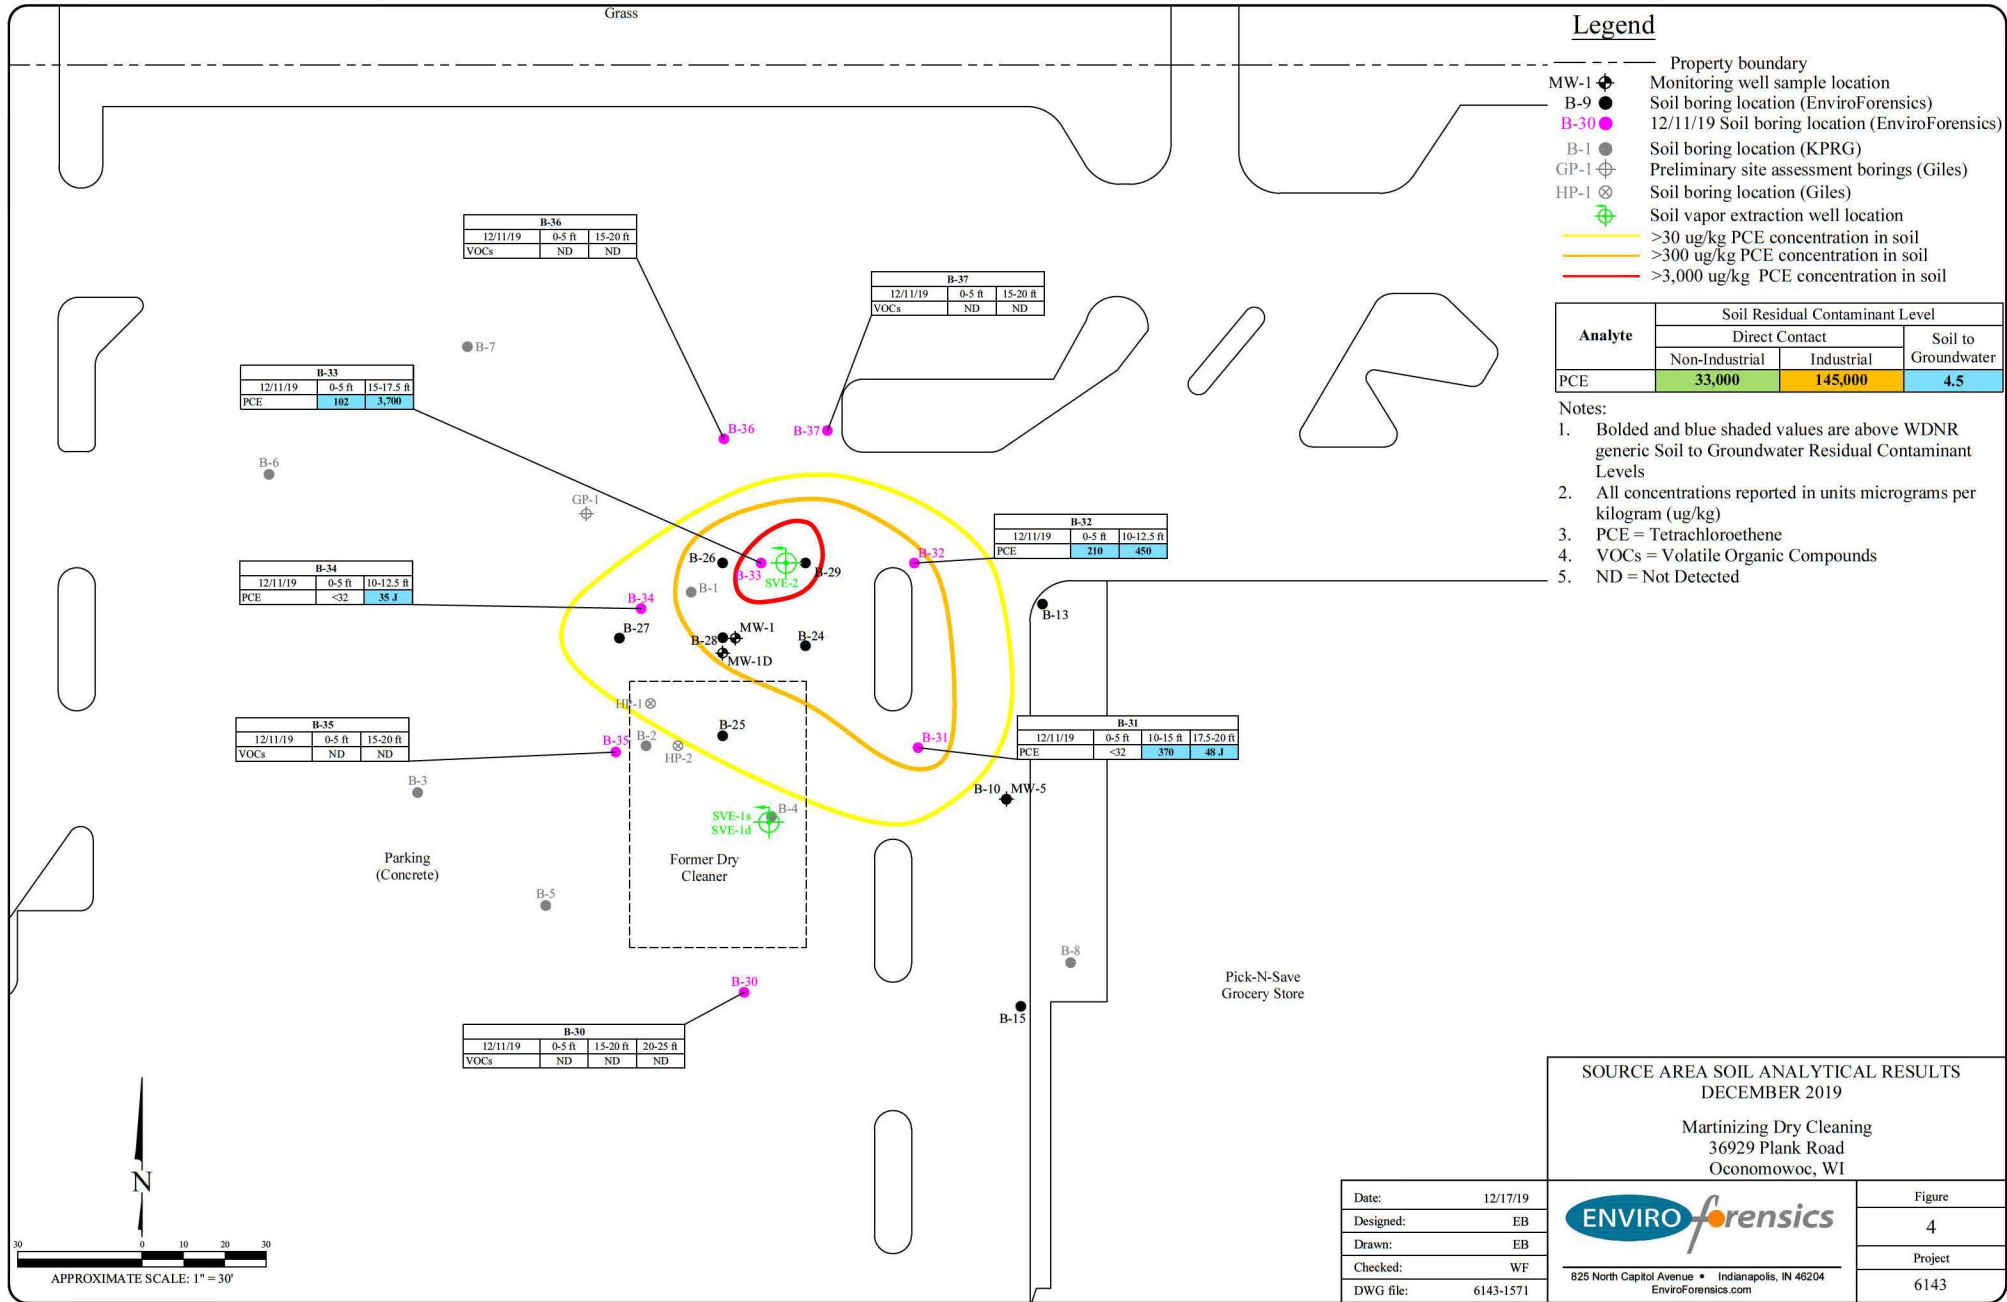 Grass
Legend
Property boundary
MW-1 Monitoring well sample location
B-9 Soil boring location (EnviroForensics)
B-30 12/11/19 Soil boring location (EnviroForensics)
B-1 Soil boring location (KPRG)
GP-1 Preliminary site assessment borings (Giles)
HP-1 Soil boring location (Giles)
Soil vapor extraction well location
>30 ug/kg PCE concentration in soil
>300 ug/kg PCE concentration in soil
>3,000 ug/kg PCE concentration in soil
Analyte
Soil Residual Contaminant Level
Direct Contact
Soil to
Groundwater
Non-Industrial Industrial
PCE 33,000 145,000 4.5
Notes:
1. Bolded and blue shaded values are above WDNR
generic Soil to Groundwater Residual Contaminant
Levels
2. All concentrations reported in units micrograms per
kilogram (ug/kg)
3. PCE = Tetrachloroethene
4. VOCs = Volatile Organic Compounds
5. ND = Not Detected
B-36
12/11/19 0-5 ft 15-20 ft
VOCs ND ND
B-37
12/11/19 0-5 ft 15-20 ft
VOCs ND ND
B-7
B-33
12/11/19 0-5 ft 15-17.5 ft
PCE 102 3,700
B-36
B-37
B-6
GP-1
B-32
12/11/19 0-5 ft 10-12.5 ft
PCE 210 450
B-26
B-33
SVE-2
B-29
B-32
B-34
12/11/19 0-5 ft 10-12.5 ft
PCE <32 35 J
B-1
B-34
B-13
B-27
B-28
MW-1
B-24
MW-1D
HP-1
B-25
B-35
12/11/19 0-5 ft 15-20 ft
VOCs ND ND
B-35
B-2
HP-2
B-31
B-31
12/11/19 0-5 ft 10-15 ft 17.5-20 ft
PCE <32 370 48 J
B-3
B-10 MW-5
SVE-1s
SVE-1d
B-4
Parking
(Concrete)
Former Dry
Cleaner
B-5
B-8
B-30
Pick-N-Save
Grocery Store
B-15
B-30
12/11/19 0-5 ft 15-20 ft 20-25 ft
VOCs ND ND ND
N
30 0 10 20 30
APPROXIMATE SCALE: 1" = 30'
SOURCE AREA SOIL ANALYTICAL RESULTS
DECEMBER 2019
Martinizing Dry Cleaning
36929 Plank Road
Oconomowoc, WI
Date: 12/17/19
Designed: EB
Drawn: EB
Checked: WF
DWG file: 6143-1571
ENVIRO forensics
825 North Capitol Avenue • Indianapolis, IN 46204
EnviroForensics.com
Figure
4
Project
6143